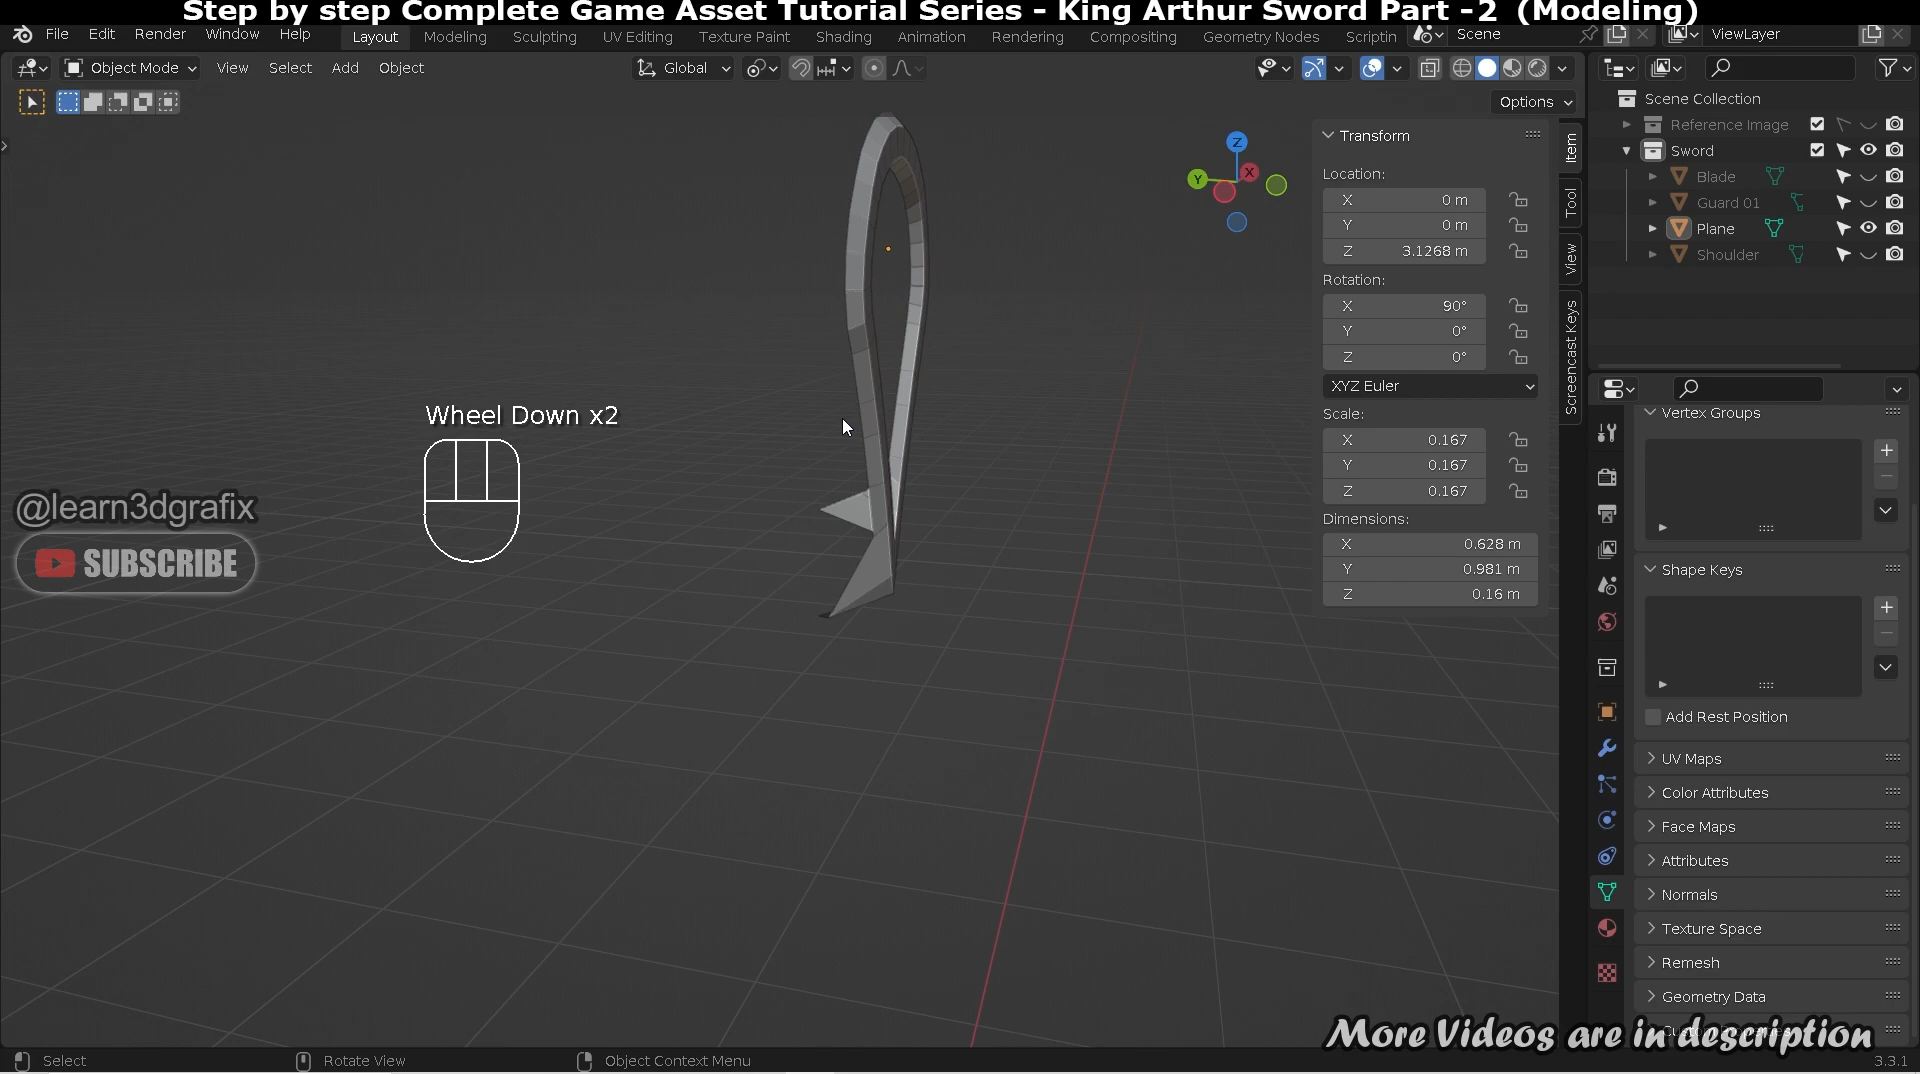 Step by step Complete Game Asset Tutorial Series - King Arthur Sword Part -2 (Modeling)
File Edit Render Window Help Layout Modeling Sculpting UV Editing Texture Paint Shading Animation Rendering Compositing Geometry Nodes Scriptin Scene ViewLayer
Object Mode View Select Add Object Global
Options
Scene Collection
Reference Image
Sword
Blade
Guard 01
Plane
Shoulder
Transform
Location:
X 0 m
Y 0 m
Z 3.1268 m
Rotation:
X 90°
Y 0°
Z 0°
XYZ Euler
Scale:
X 0.167
Y 0.167
Z 0.167
Dimensions:
X 0.628 m
Y 0.981 m
Z 0.16 m
Item
Tool
View
Screencast Keys
Z
Y
X
Wheel Down x2
@learn3dgrafix
SUBSCRIBE
Vertex Groups
Shape Keys
Add Rest Position
UV Maps
Color Attributes
Face Maps
Attributes
Normals
Texture Space
Remesh
Geometry Data
Custom Properties
More Videos are in description
Select Rotate View Object Context Menu 3.3.1